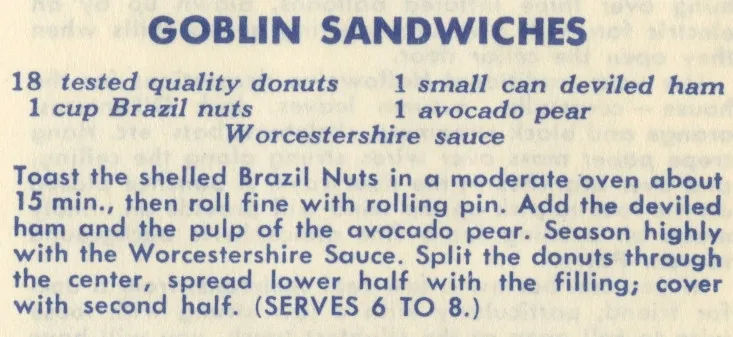 GOBLIN SANDWICHES
18 tested quality donuts 1 small can deviled ham
1 cup Brazil nuts 1 avocado pear
Worcestershire sauce
Toast the shelled Brazil Nuts in a moderate oven about
15 min., then roll fine with rolling pin. Add the deviled
ham and the pulp of the avocado pear. Season highly
with the Worcestershire Sauce. Split the donuts through
the center, spread lower half with the filling; cover
with second half. (SERVES 6 TO 8.)